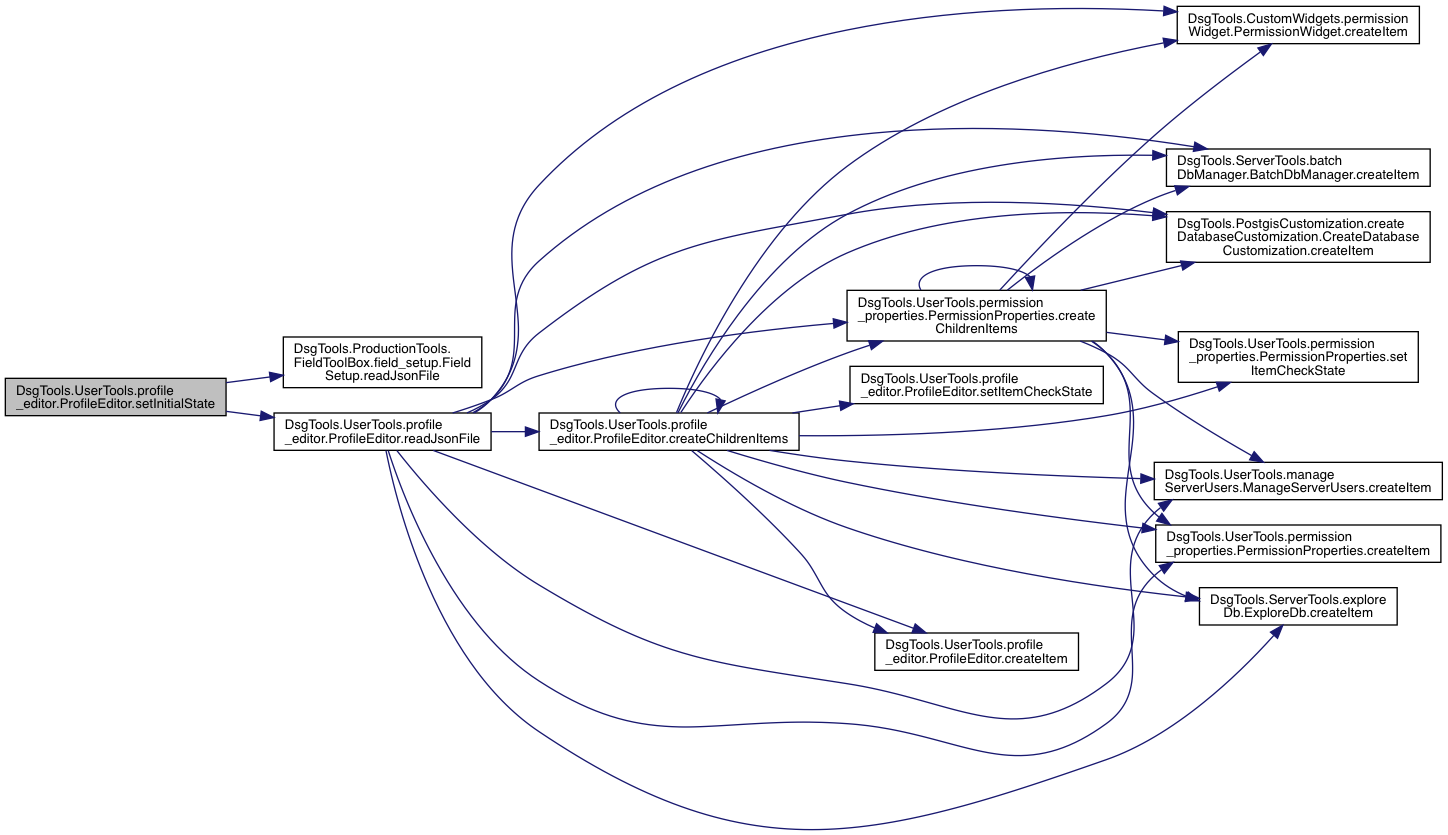 DsgTools.UserTools.profile
_editor.ProfileEditor.setInitialState
DsgTools.ProductionTools.
FieldToolBox.field_setup.Field
Setup.readJsonFile
DsgTools.UserTools.profile
_editor.ProfileEditor.readJsonFile
DsgTools.UserTools.profile
_editor.ProfileEditor.createChildrenItems
DsgTools.UserTools.permission
_properties.PermissionProperties.create
ChildrenItems
DsgTools.UserTools.profile
_editor.ProfileEditor.setItemCheckState
DsgTools.UserTools.profile
_editor.ProfileEditor.createItem
DsgTools.CustomWidgets.permission
Widget.PermissionWidget.createItem
DsgTools.ServerTools.batch
DbManager.BatchDbManager.createItem
DsgTools.PostgisCustomization.create
DatabaseCustomization.CreateDatabase
Customization.createItem
DsgTools.UserTools.permission
_properties.PermissionProperties.set
ItemCheckState
DsgTools.UserTools.manage
ServerUsers.ManageServerUsers.createItem
DsgTools.UserTools.permission
_properties.PermissionProperties.createItem
DsgTools.ServerTools.explore
Db.ExploreDb.createItem